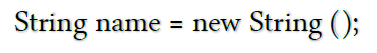 String name = new String ();